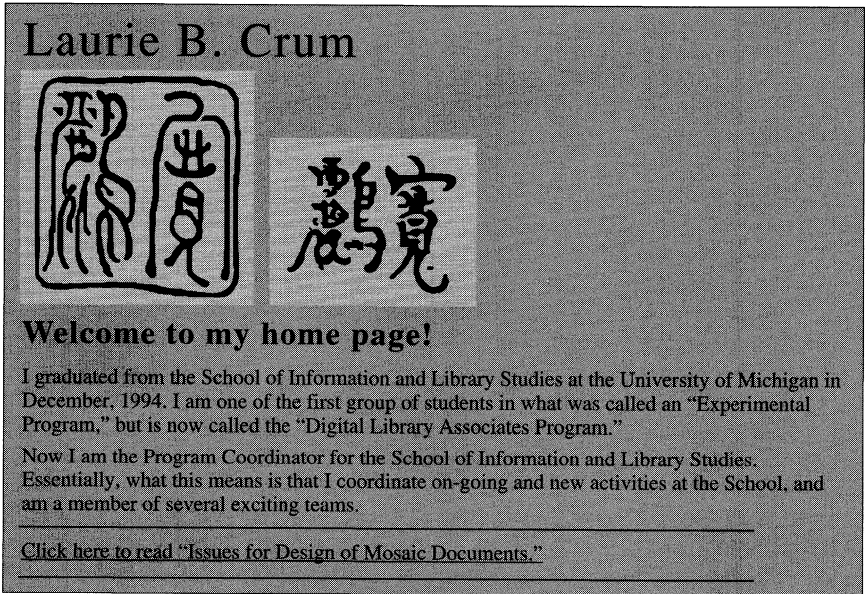 Laurie B. Crum
Welcome to my home page!
I graduated from the School of Information and Library Studies at the University of Michigan in
December, 1994. I am one of the first group of students in what was called an “Experimental
Program,” but is now called the “Digital Library Associates Program.”
Now I am the Program Coordinator for the School of Information and Library Studies.
Essentially, what this means is that I coordinate on-going and new activities at the School, and
am a member of several exciting teams.
Click here to read “Issues for Design of Mosaic Documents.”